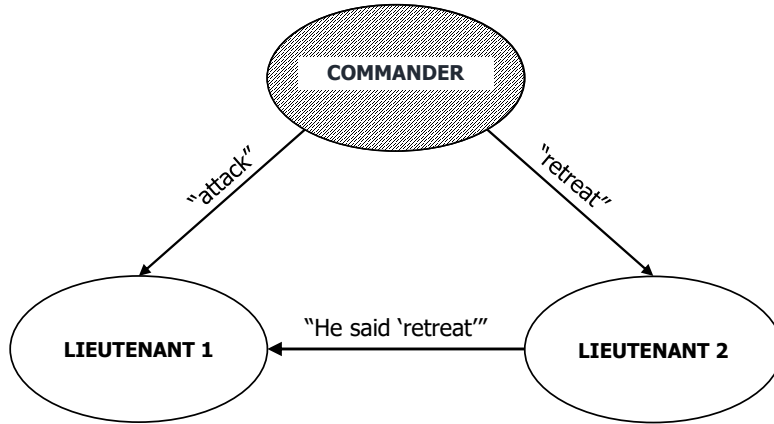 COMMANDER
“attack”
“retreat”
“He said ‘retreat’”
LIEUTENANT 1
LIEUTENANT 2